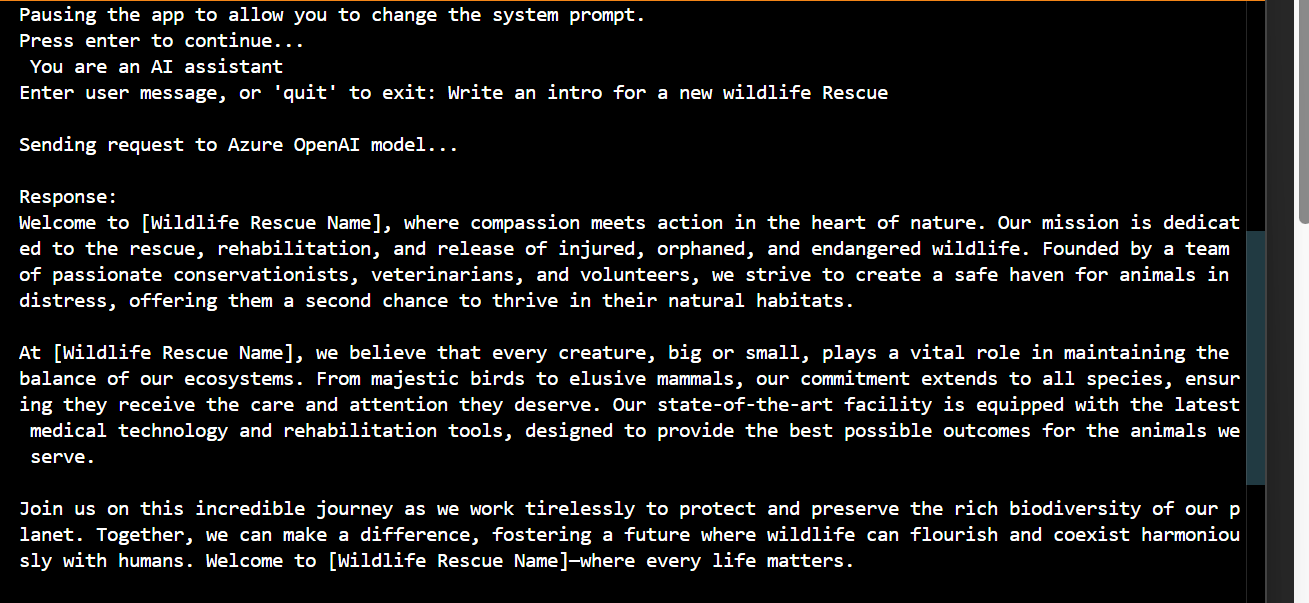 Pausing the app to allow you to change the system prompt.
Press enter to continue...
You are an AI assistant
Enter user message, or 'quit' to exit: Write an intro for a new wildlife Rescue
Sending request to Azure OpenAI model...
Response:
Welcome to [Wildlife Rescue Name], where compassion meets action in the heart of nature. Our mission is dedicat
ed to the rescue, rehabilitation, and release of injured, orphaned, and endangered wildlife. Founded by a team
of passionate conservationists, veterinarians, and volunteers, we strive to create a safe haven for animals in
distress, offering them a second chance to thrive in their natural habitats.
At [Wildlife Rescue Name], we believe that every creature, big or small, plays a vital role in maintaining the
balance of our ecosystems. From majestic birds to elusive mammals, our commitment extends to all species, ensur
ing they receive the care and attention they deserve. Our state-of-the-art facility is equipped with the latest
medical technology and rehabilitation tools, designed to provide the best possible outcomes for the animals we
serve.
Join us on this incredible journey as we work tirelessly to protect and preserve the rich biodiversity of our p
lanet. Together, we can make a difference, fostering a future where wildlife can flourish and coexist harmoniou
sly with humans. Welcome to [Wildlife Rescue Name]—where every life matters.